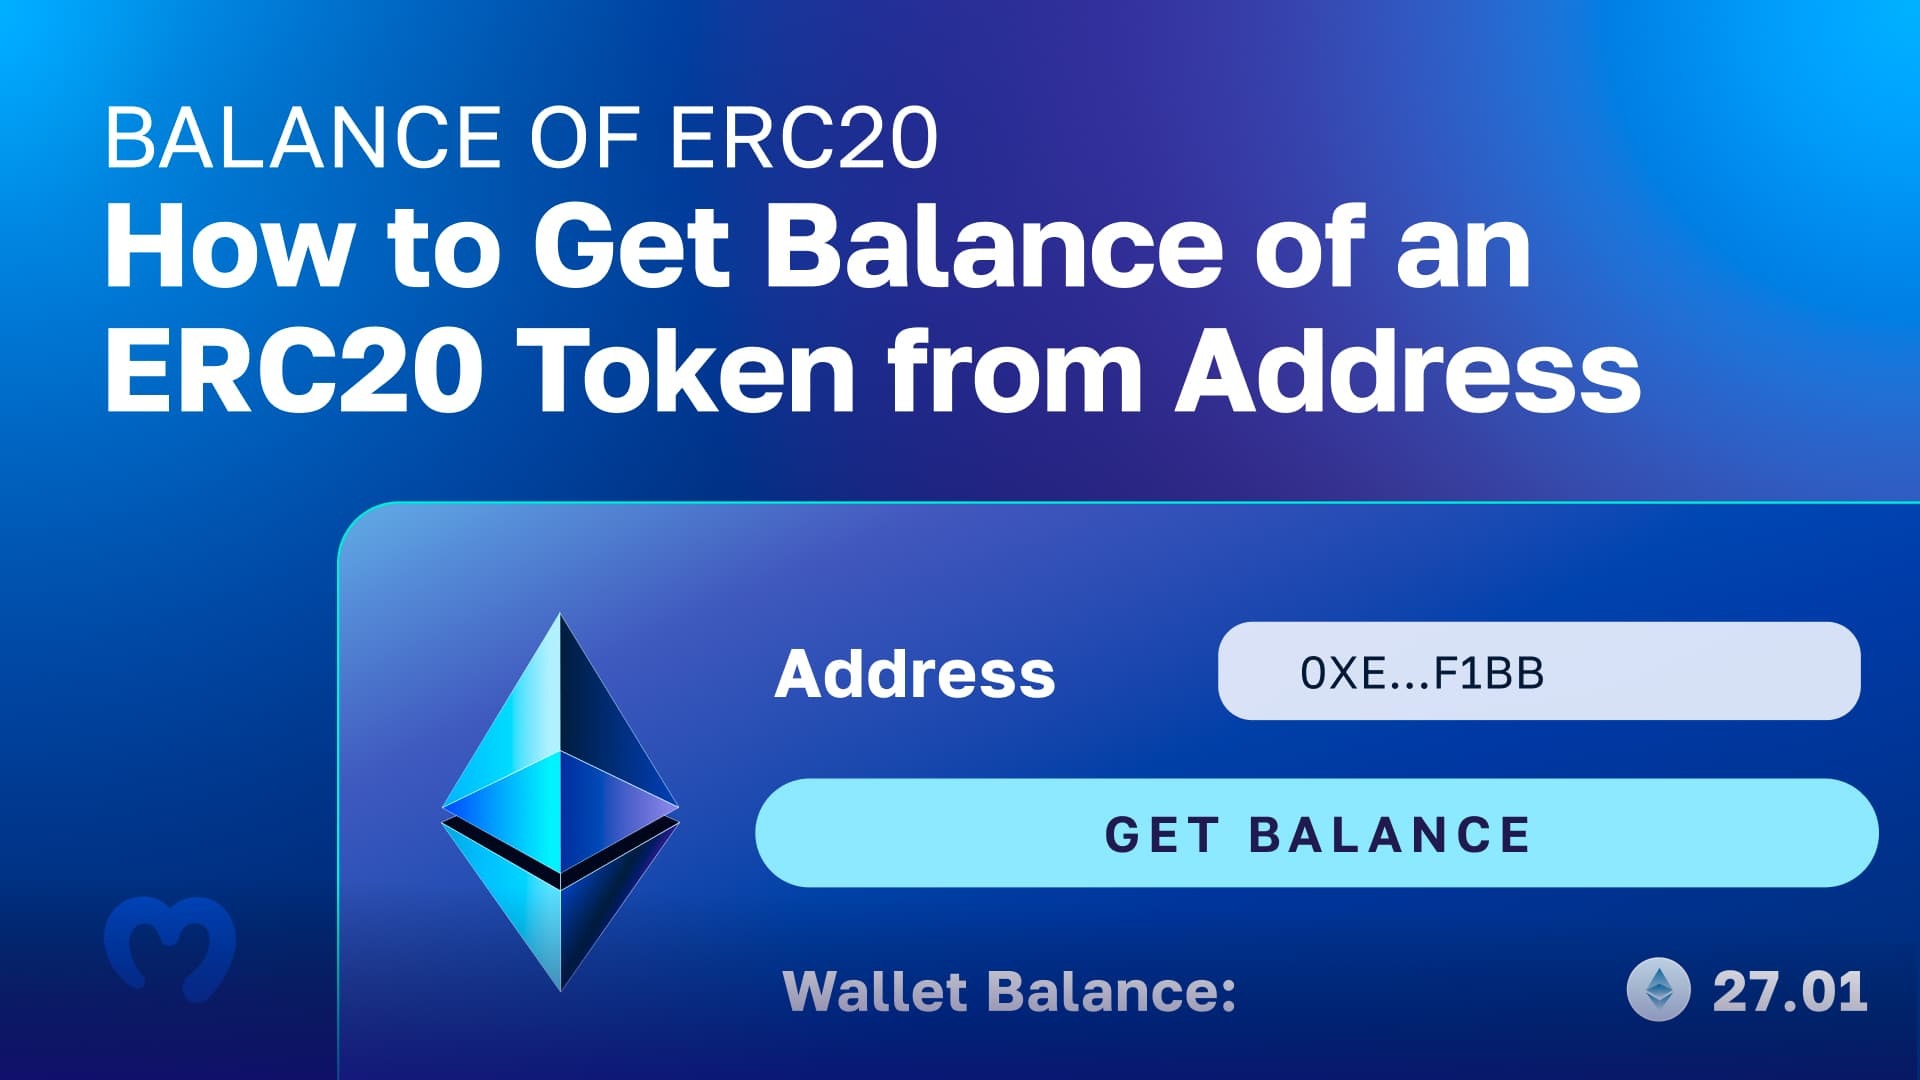 BALANCE OF ERC20
How to Get Balance of an
ERC20 Token from Address
Address
0XE...F1BB
GET BALANCE
Wallet Balance:
27.01